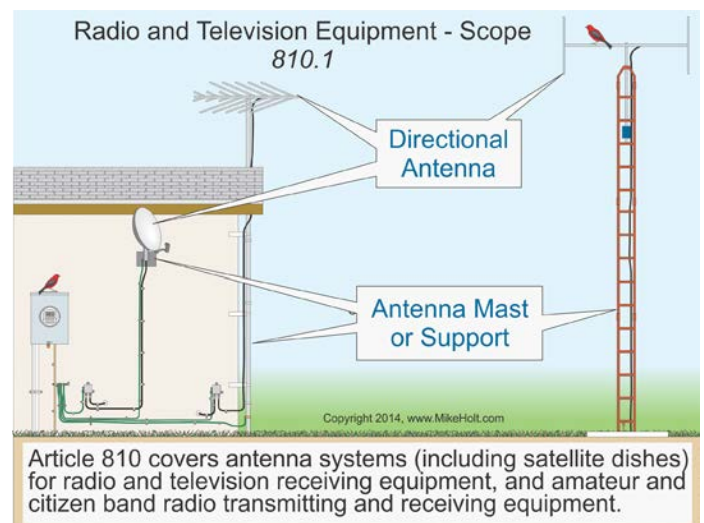 Radio and Television Equipment - Scope
810.1
Directional
Antenna
Antenna Mast
or Support
Copyright 2014, www.MikeHolt.com
Article 810 covers antenna systems (including satellite dishes)
for radio and television receiving equipment, and amateur and
citizen band radio transmitting and receiving equipment.